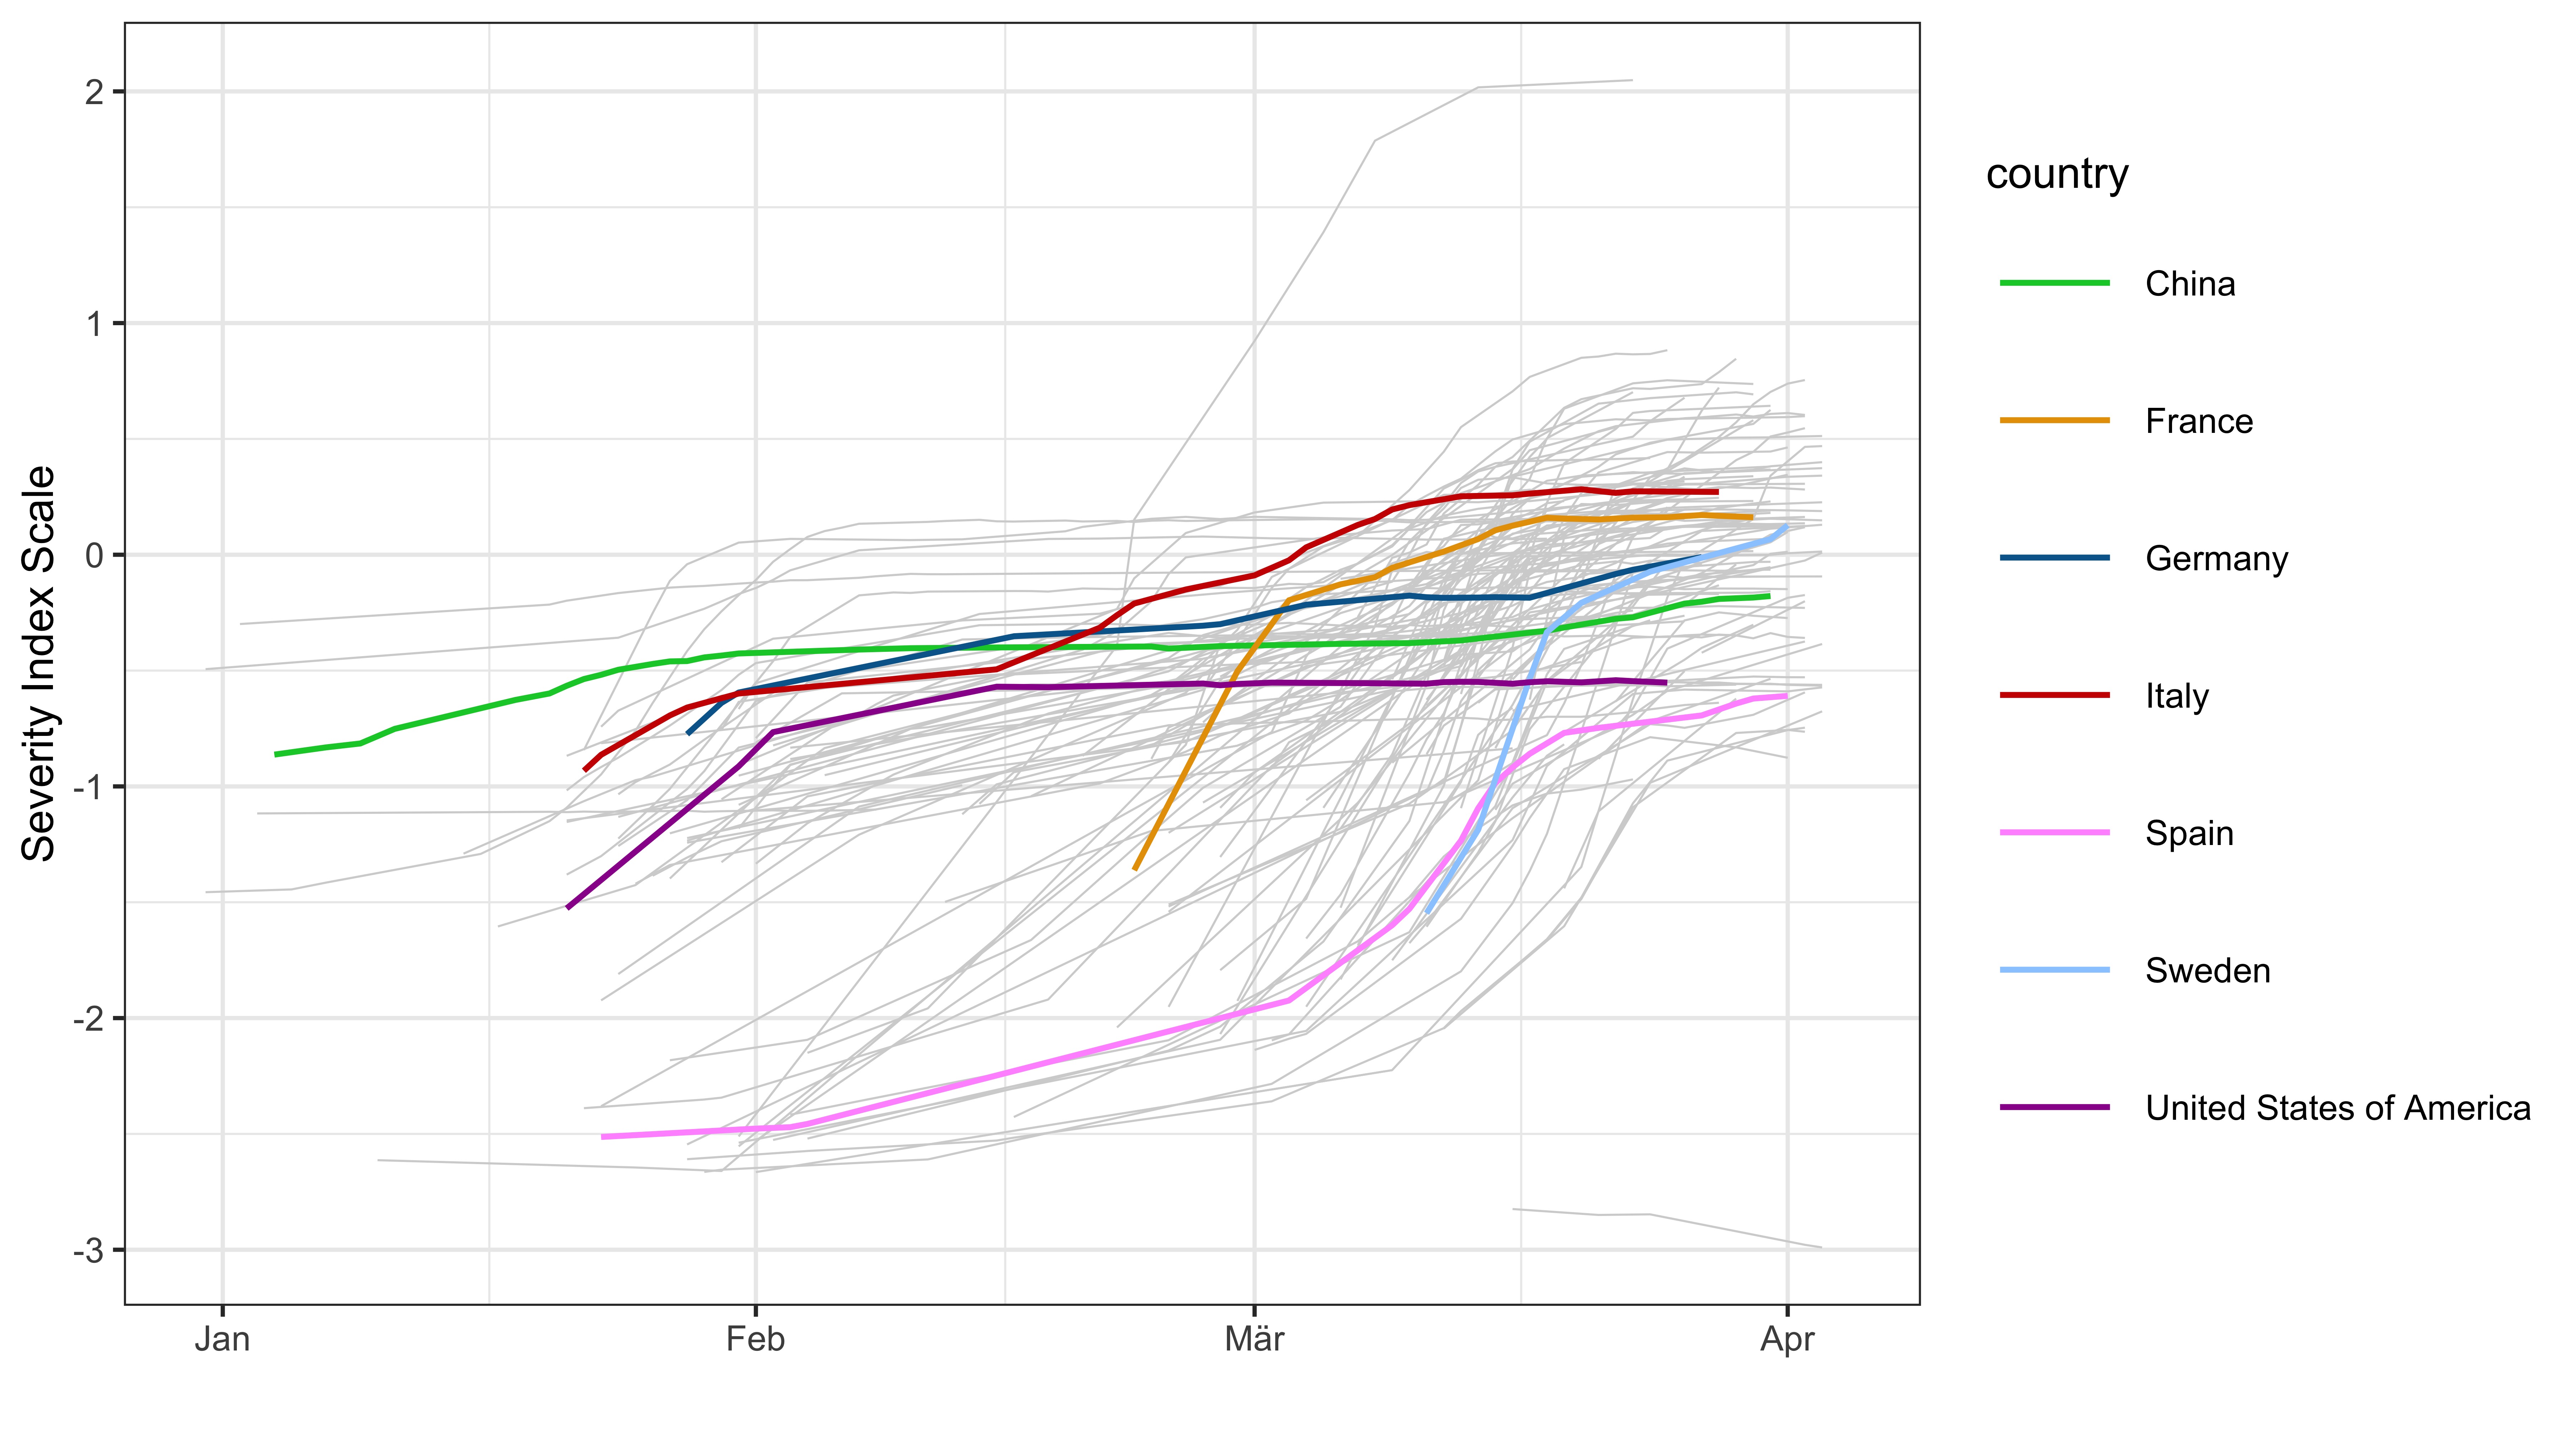 Severity Index Scale
2
1
0
-1
-2
-3
Jan
Feb
Mär
Apr
country
China
France
Germany
Italy
Spain
Sweden
United States of America